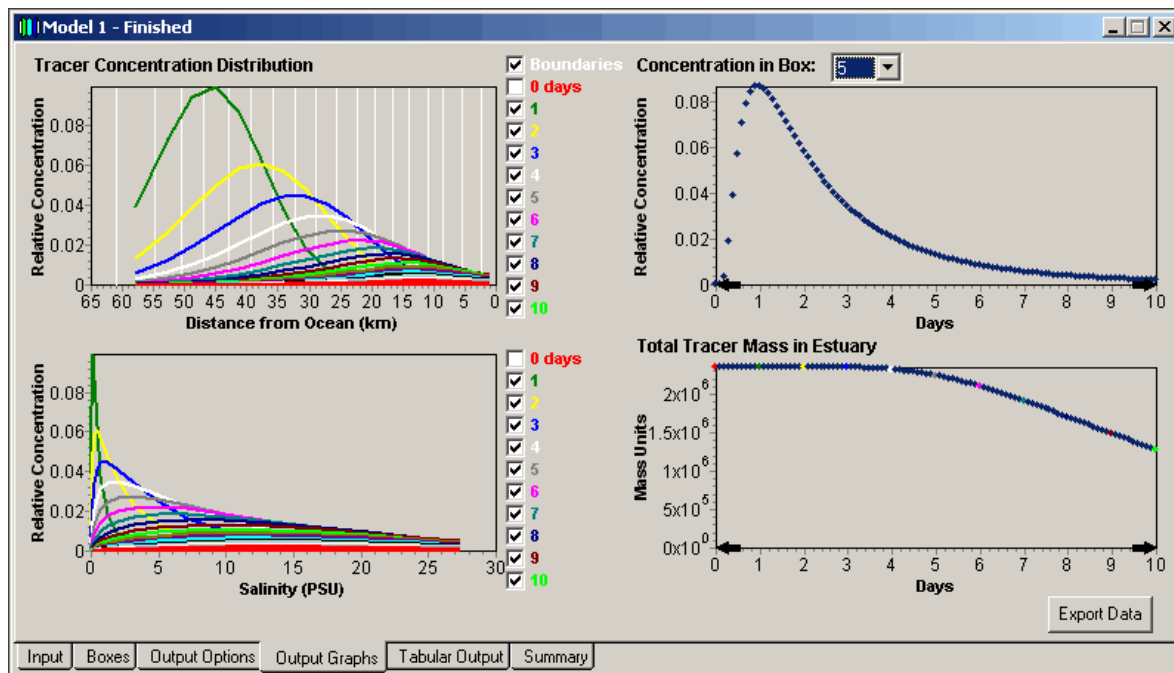 Model 1 - Finished
Tracer Concentration Distribution
Relative Concentration
0.08
0.06
0.04
0.02
0
65 60 55 50 45 40 35 30 25 20 15 10 5 0
Distance from Ocean (km)
Boundaries
0 days
1
2
3
4
5
6
7
8
9
10
Concentration in Box: 5
Relative Concentration
0.08
0.06
0.04
0.02
0
0 1 2 3 4 5 6 7 8 9 10
Days
Relative Concentration
0.08
0.06
0.04
0.02
0
0 5 10 15 20 25 30
Salinity (PSU)
0 days
1
2
3
4
5
6
7
8
9
10
Total Tracer Mass in Estuary
Mass Units
2x10⁶
1.5x10⁶
1x10⁶
5x10⁵
0x10⁰
0 1 2 3 4 5 6 7 8 9 10
Days
Export Data
Input Boxes Output Options Output Graphs Tabular Output Summary